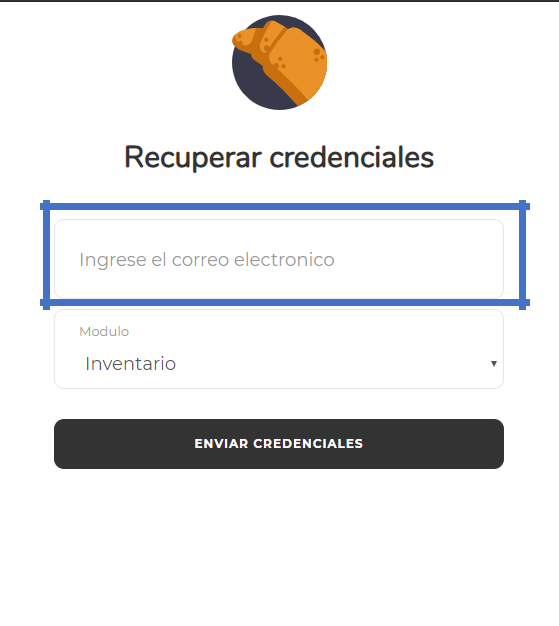 Recuperar credenciales
Ingrese el correo electronico
Modulo
Inventario
ENVIAR CREDENCIALES